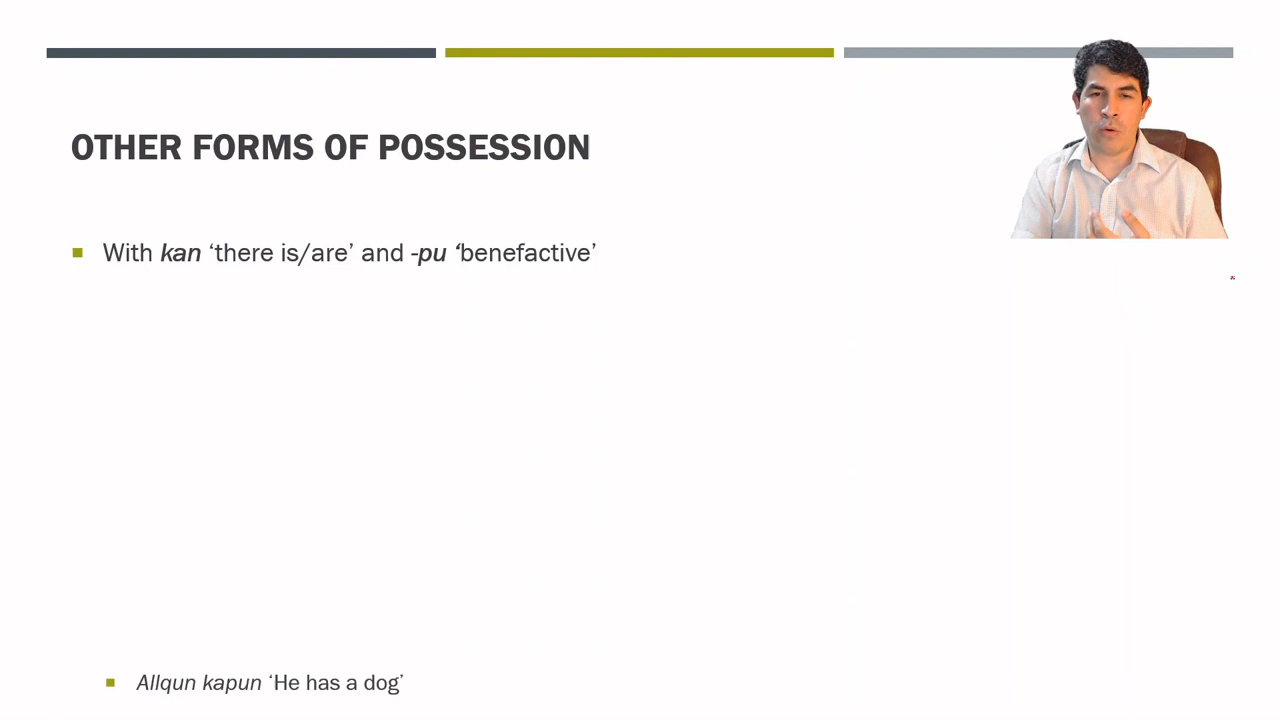 OTHER FORMS OF POSSESSION
With kan ‘there is/are’ and -pu ‘benefactive’
Allqun kapun ‘He has a dog’